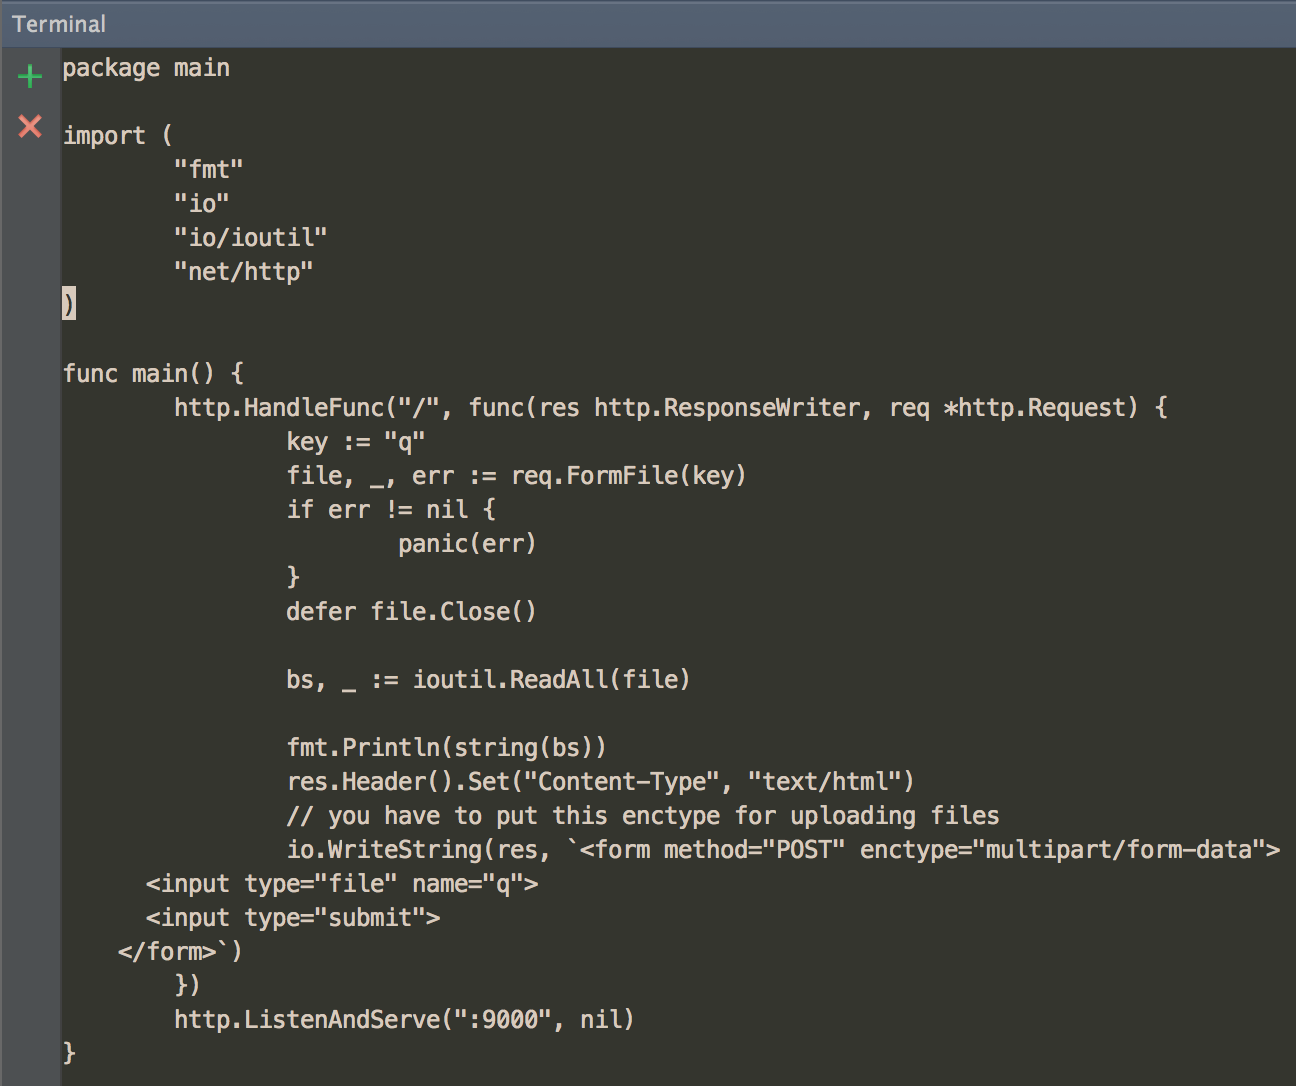 Terminal
package main
import (
"fmt"
"io"
"io/ioutil"
"net/http"
)
func main() {
http.HandleFunc("/", func(res http.ResponseWriter, req *http.Request) {
key := "q"
file, _, err := req.FormFile(key)
if err != nil {
panic(err)
}
defer file.Close()
bs, _ := ioutil.ReadAll(file)
fmt.Println(string(bs))
res.Header().Set("Content-Type", "text/html")
// you have to put this enctype for uploading files
io.WriteString(res, `<form method="POST" enctype="multipart/form-data">
<input type="file" name="q">
<input type="submit">
</form>`)
})
http.ListenAndServe(":9000", nil)
}